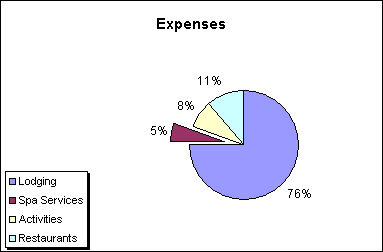 Expenses
11%
8%
5%
76%
Lodging
Spa Services
Activities
Restaurants